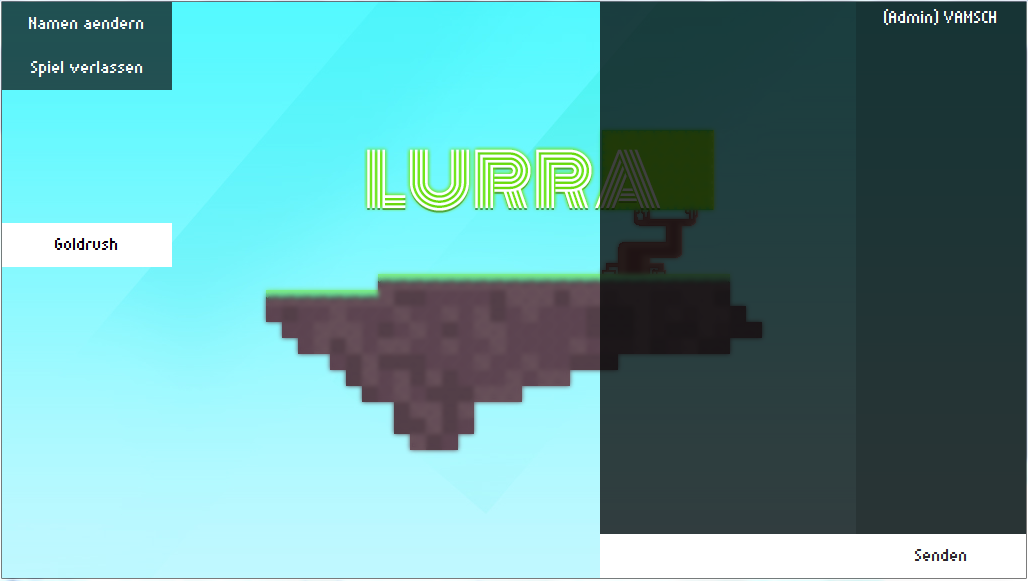 Namen aendern
(Admin) VAMSCH
Spiel verlassen
LURRA
Goldrush
Senden